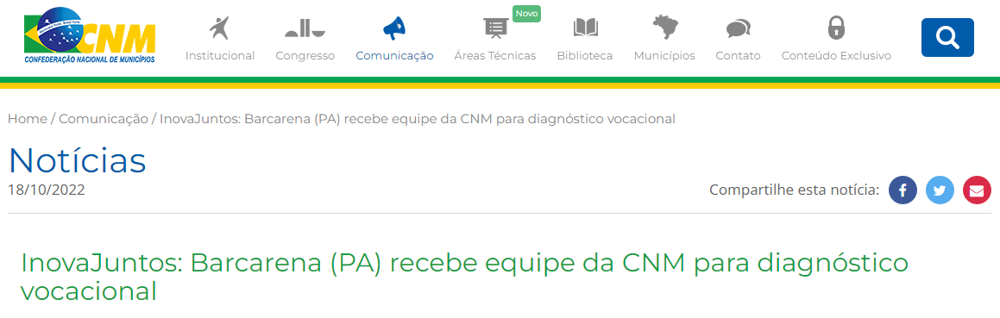 CNM
CONFEDERAÇÃO NACIONAL DE MUNICÍPIOS
Institucional
Congresso
Comunicação
Novo
Áreas Técnicas
Biblioteca
Municípios
Contato
Conteúdo Exclusivo
Home / Comunicação / InovaJuntos: Barcarena (PA) recebe equipe da CNM para diagnóstico vocacional
Notícias
18/10/2022
Compartilhe esta notícia:
InovaJuntos: Barcarena (PA) recebe equipe da CNM para diagnóstico
vocacional